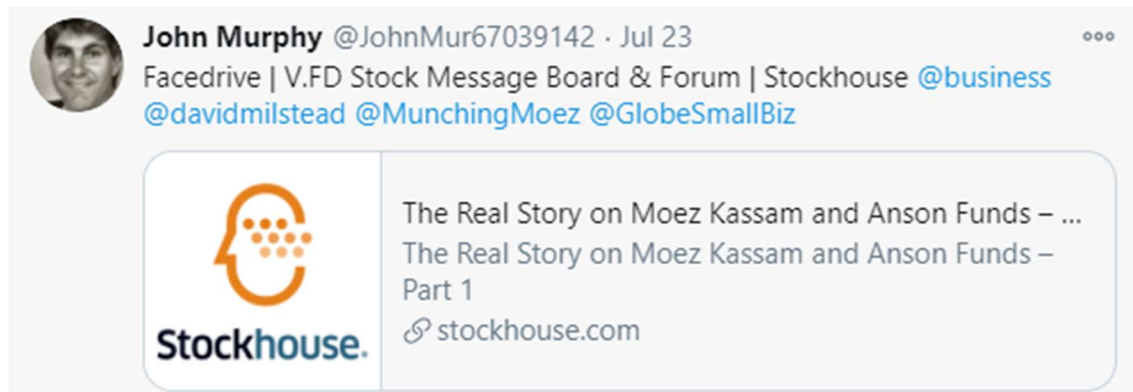 John Murphy @JohnMur67039142 · Jul 23
Facedrive | V.FD Stock Message Board & Forum | Stockhouse @business
@davidmilstead @MunchingMoez @GlobeSmallBiz
The Real Story on Moez Kassam and Anson Funds – ...
The Real Story on Moez Kassam and Anson Funds –
Part 1
stockhouse.com
Stockhouse.